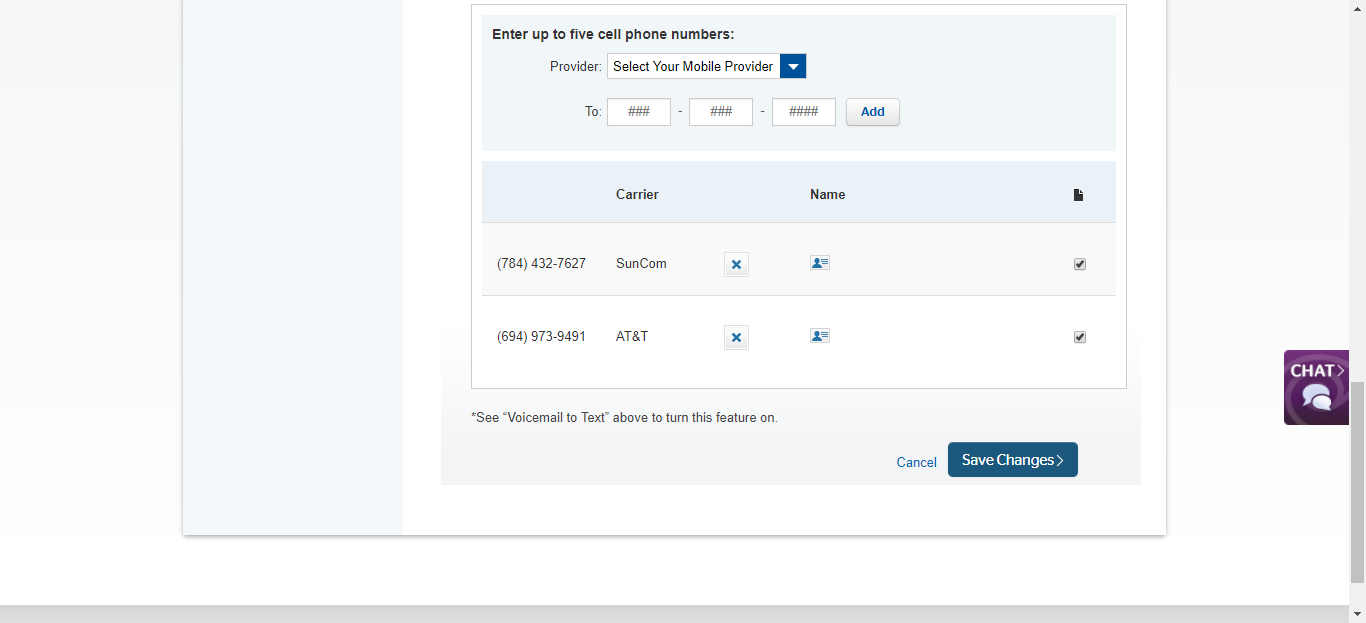 Enter up to five cell phone numbers:
Provider: Select Your Mobile Provider
To: ### - ### - #### Add
Carrier Name
(784) 432-7627 SunCom
(694) 973-9491 AT&T
CHAT>
*See “Voicemail to Text” above to turn this feature on.
Cancel Save Changes>